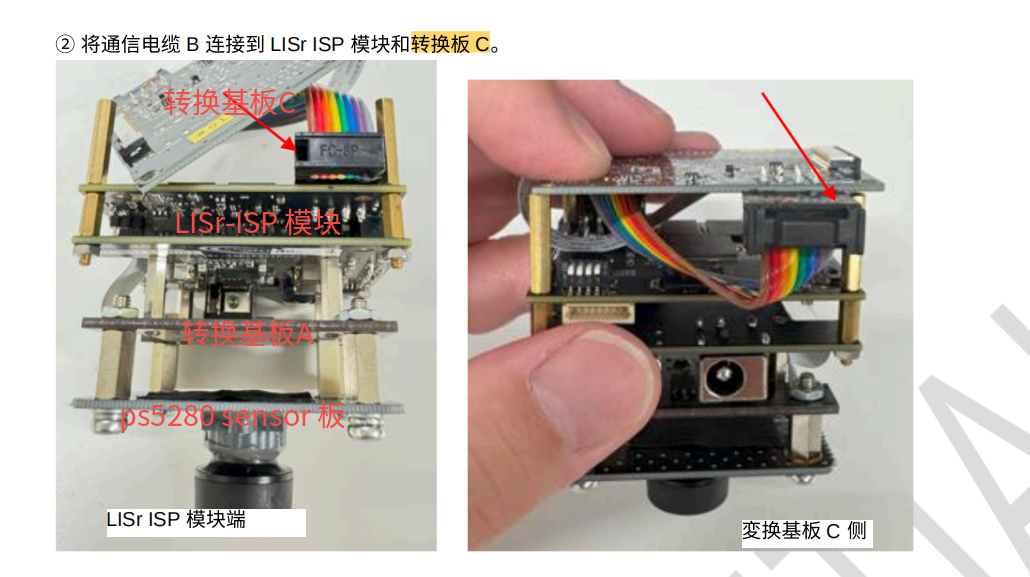 ② 将通信电缆 B 连接到 LISr ISP 模块和转换板 C。
转换基板C
FC-8P
LISr-ISP 模块
转换基板A
ps5280 sensor 板
LISr ISP 模块端
变换基板 C 侧